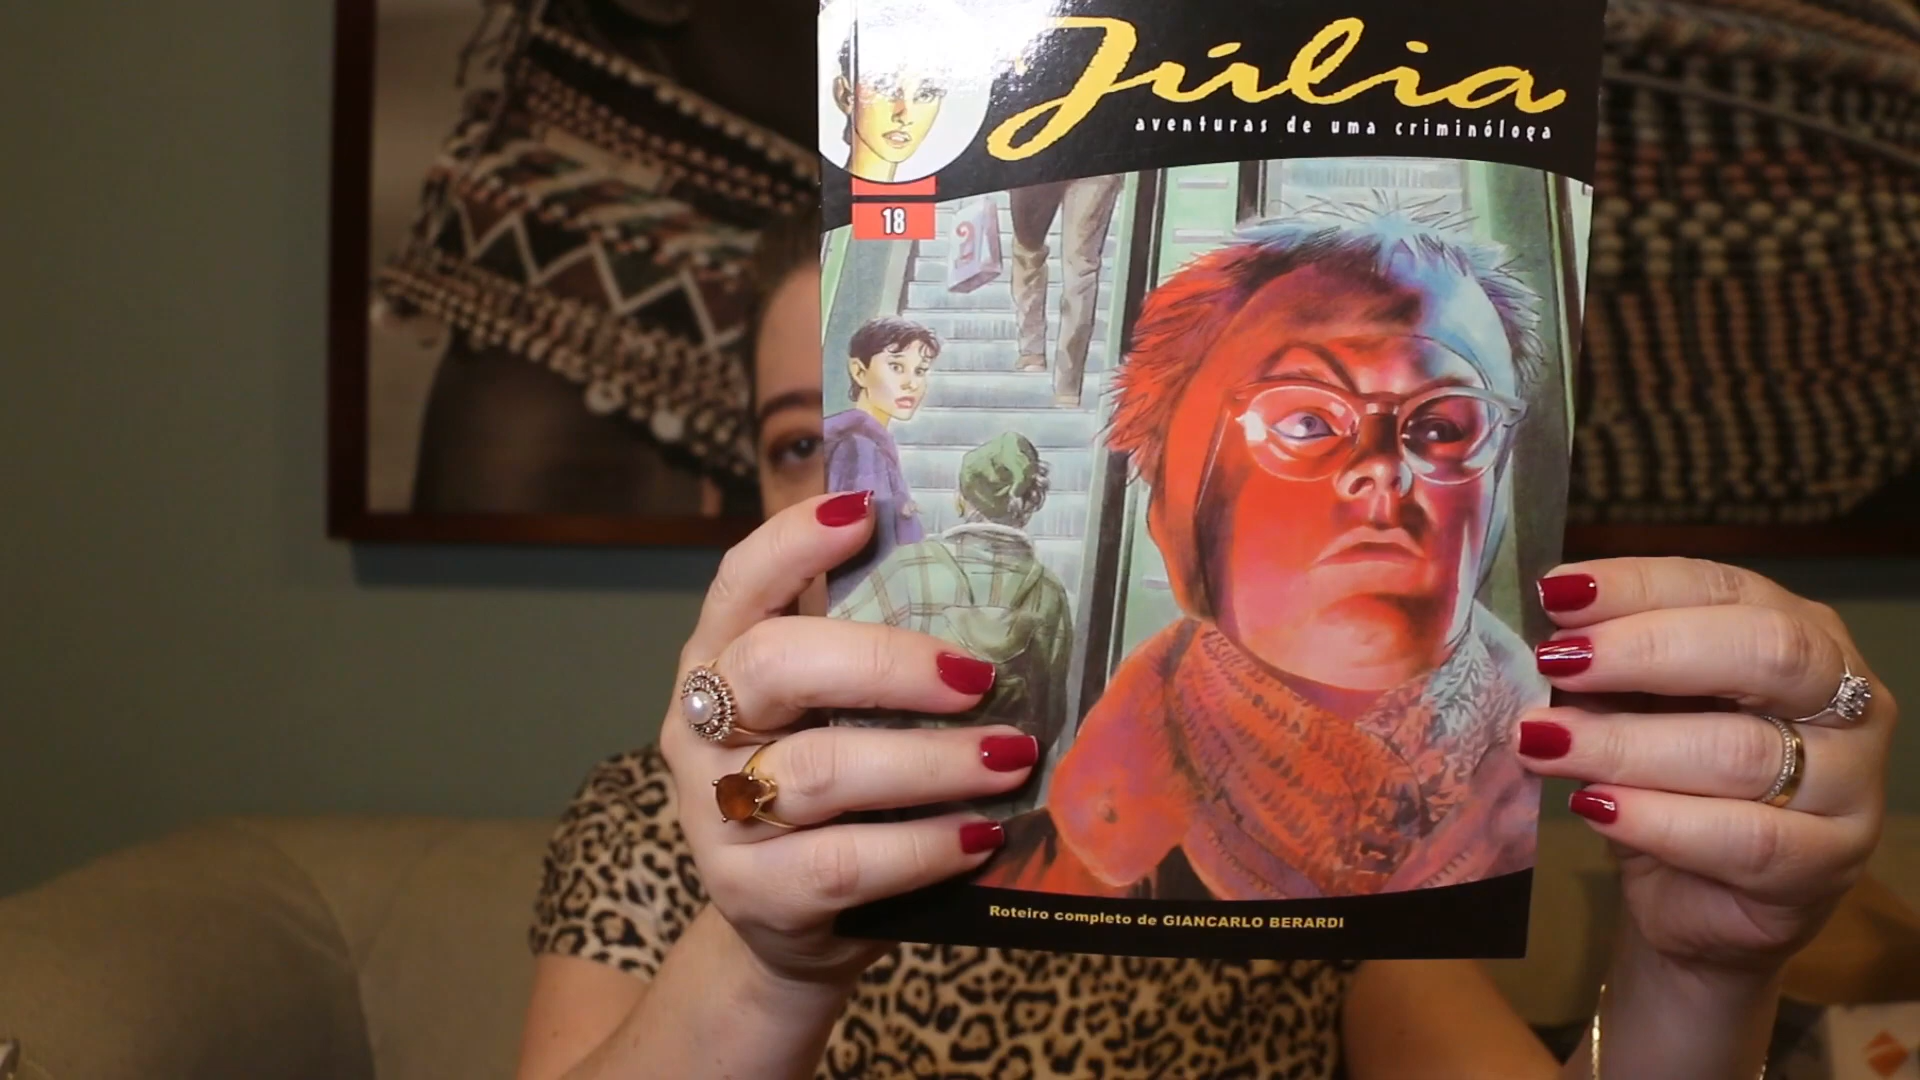 Júlia
aventuras de uma criminóloga
18
Roteiro completo de GIANCARLO BERARDI